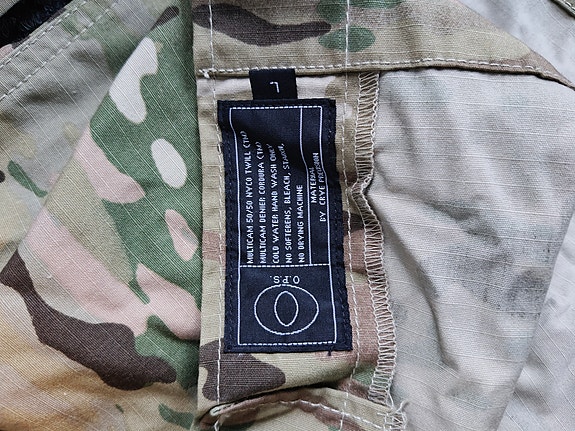 L
MULTICAM 50/50 NYCO TWILL (TM)
MULTICAM DENIER CORDURA (TM)
COLD WATER HAND WASH ONLY
NO SOFTERENS, BLEACH, STARCH,
NO DRYING MACHINE
MATERIAL
BY CRYE PRECISION
O.P.S.